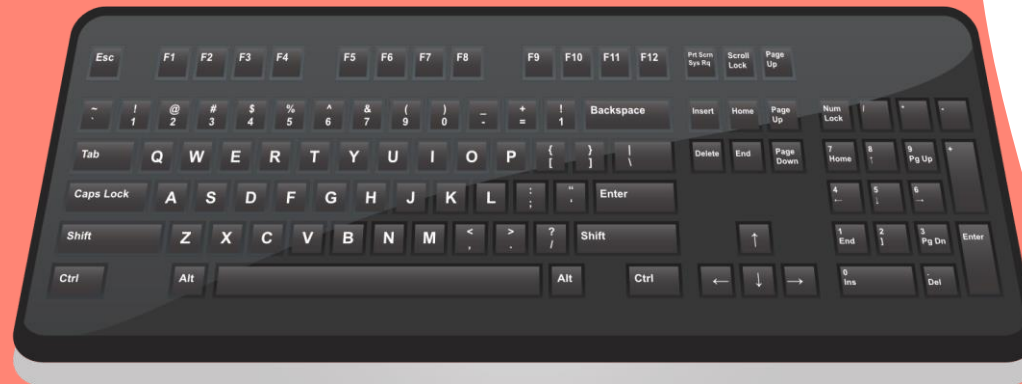 Esc F1 F2 F3 F4 F5 F6 F7 F8 F9 F10 F11 F12 Prt Scrn Scroll Page
Sys Rq Lock Up
~ ! @ # $ % ^ & ( ) _ + ! Backspace Insert Home Page Num / * -
` 1 2 3 4 5 6 7 9 0 - = 1 Up Lock
Tab Q W E R T Y U I O P { } | Delete End Page 7 8 9 +
[ ] \ Down Home ↑ Pg Up
Caps Lock A S D F G H J K L : " Enter 4 5 6
; ‘ ← ↓ →
Shift Z X C V B N M < > ? Shift ↑ 1 2 3 Enter
, . / End ] Pg Dn
Ctrl Alt Alt Ctrl ← ↓ → 0 .
Ins Del